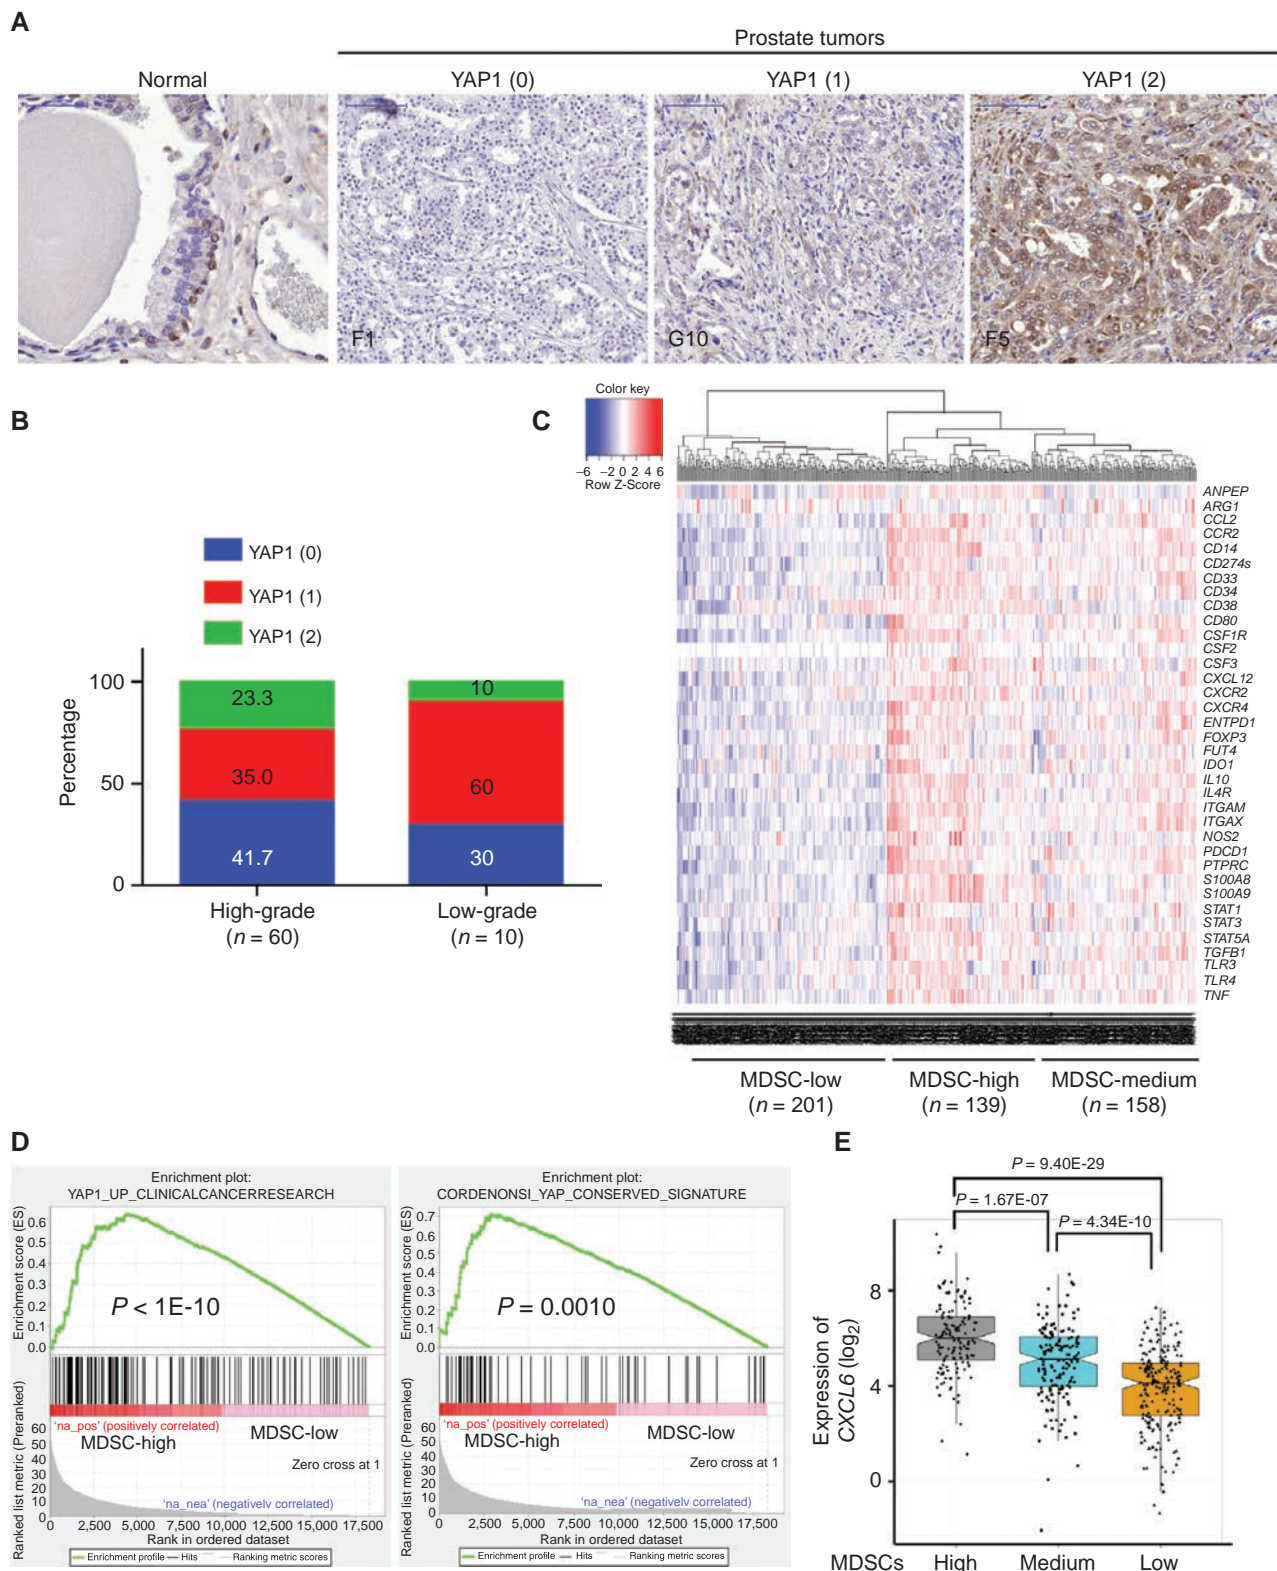 A
Prostate tumors
Normal
YAP1 (0)
YAP1 (1)
YAP1 (2)
F1
G10
F5
B
YAP1 (0)
YAP1 (1)
YAP1 (2)
Percentage
100
50
0
23.3
35.0
41.7
10
60
30
High-grade
(n = 60)
Low-grade
(n = 10)
C
Color key
−6 −2 0 2 4 6
Row Z-Score
ANPEP
ARG1
CCL2
CCR2
CD14
CD274s
CD33
CD34
CD38
CD80
CSF1R
CSF2
CSF3
CXCL12
CXCR2
CXCR4
ENTPD1
FOXP3
FUT4
IDO1
IL10
IL4R
ITGAM
ITGAX
NOS2
PDCD1
PTPRC
S100A8
S100A9
STAT1
STAT3
STAT5A
TGFB1
TLR3
TLR4
TNF
MDSC-low
(n = 201)
MDSC-high
(n = 139)
MDSC-medium
(n = 158)
D
Enrichment plot:
YAP1_UP_CLINICALCANCERRESEARCH
Enrichment score (ES)
0.6
0.5
0.4
0.3
0.2
0.1
0.0
P < 1E-10
'na_pos' (positively correlated)
MDSC-high
MDSC-low
Zero cross at 1
'na_nea' (negativelv correlated)
Ranked list metric (Preranked)
60
50
40
30
20
10
0
0 2,500 5,000 7,500 10,000 12,500 15,000 17,500
Rank in ordered dataset
Enrichment profile Hits Ranking metric scores
Enrichment plot:
CORDENONSI_YAP_CONSERVED_SIGNATURE
Enrichment score (ES)
0.7
0.6
0.5
0.4
0.3
0.2
0.1
0.0
P = 0.0010
'na_pos' (positively correlated)
MDSC-high
MDSC-low
Zero cross at 1
'na_nea' (negativelv correlated)
Ranked list metric (Preranked)
60
50
40
30
20
10
0
0 2,500 5,000 7,500 10,000 12,500 15,000 17,500
Rank in ordered dataset
Enrichment profile Hits Ranking metric scores
E
P = 9.40E-29
P = 1.67E-07
P = 4.34E-10
Expression of
CXCL6 (log2)
8
4
0
MDSCs High Medium Low